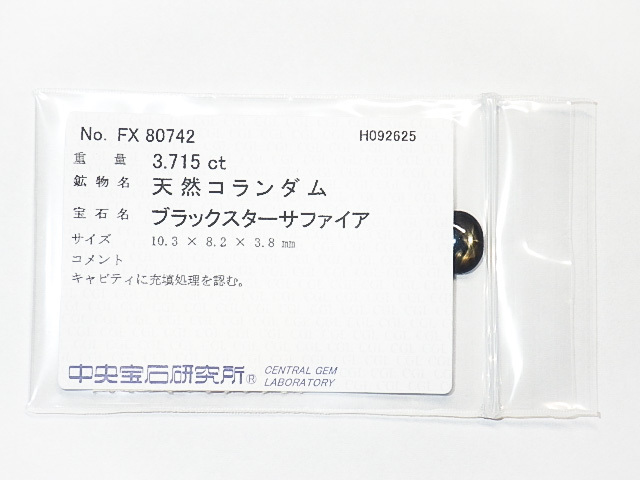 No. FX 80742 H092625
重量 3.715 ct
鉱物名 天然コランダム
宝石名 ブラックスターサファイア
サイズ 10.3 × 8.2 × 3.8 mm
コメント
キャビティに充填処理を認む。
中央宝石研究所® CENTRAL GEM
LABORATORY